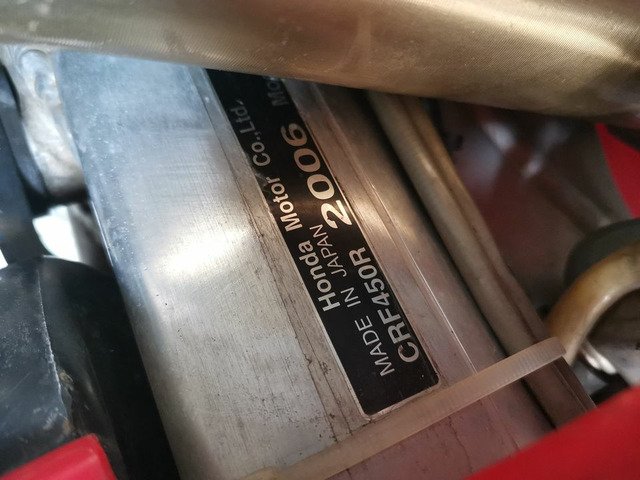 Honda Motor Co.,Ltd.
MADE IN JAPAN 2006
CRF450R